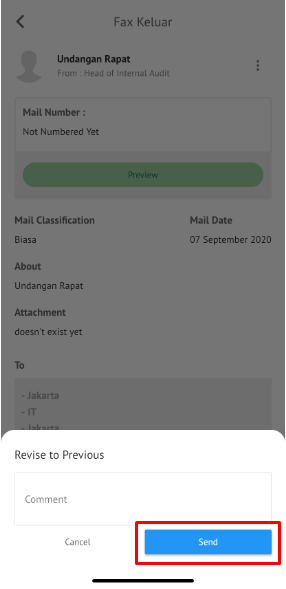 Fax Keluar
Undangan Rapat
From : Head of Internal Audit
Mail Number :
Not Numbered Yet
Preview
Mail Classification
Mail Date
Biasa
07 September 2020
About
Undangan Rapat
Attachment
doesn't exist yet
To
- Jakarta
- IT
- Jakarta
Revise to Previous
Comment
Cancel
Send